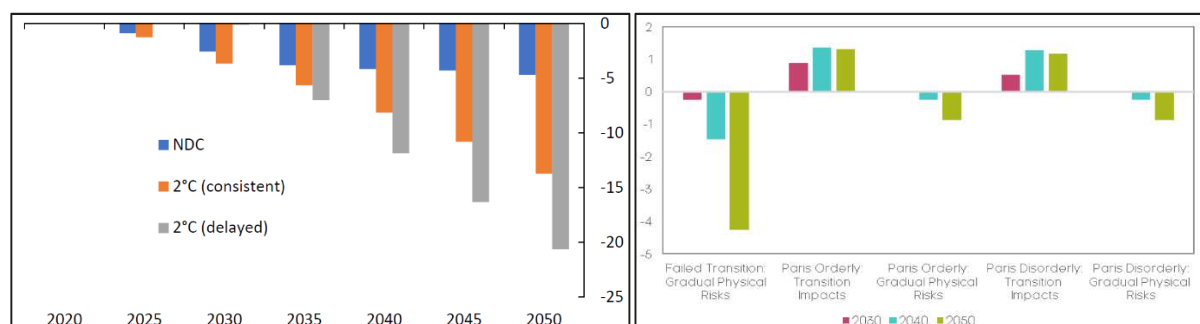 0
-5
-10
-15
-20
-25
NDC
2°C (consistent)
2°C (delayed)
2020 2025 2030 2035 2040 2045 2050
2
1
0
-1
-2
-3
-4
-5
Failed Transition: Paris Orderly: Paris Orderly: Paris Disorderly: Paris Disorderly:
Gradual Physical Transition Gradual Physical Transition Gradual Physical
Risks Impacts Risks Impacts Risks
2030 2040 2050